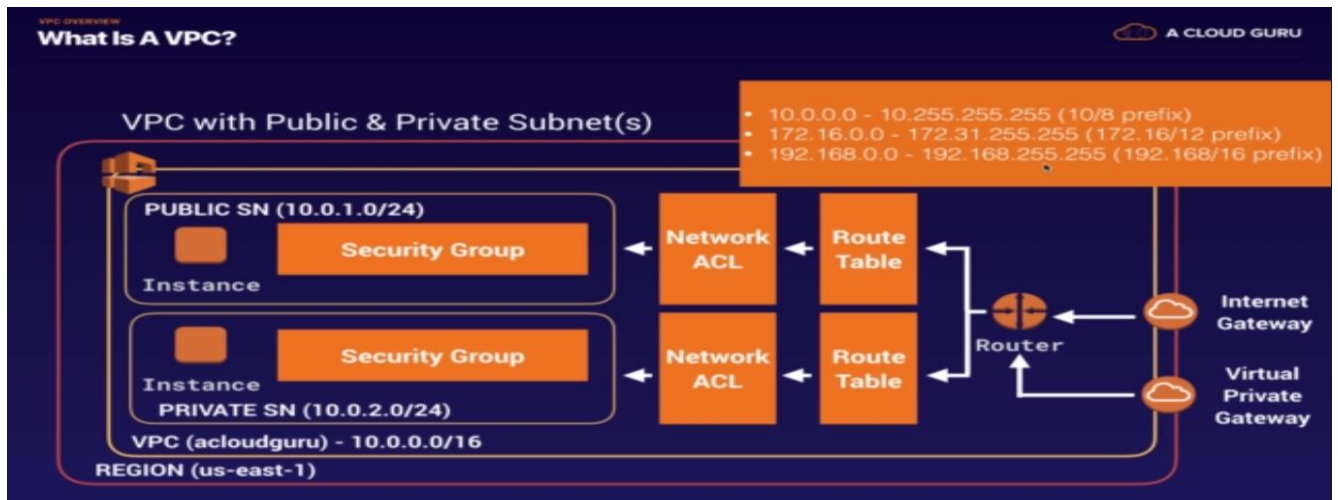 VPC OVERVIEW
What Is A VPC?
A CLOUD GURU
VPC with Public & Private Subnet(s)
• 10.0.0.0 - 10.255.255.255 (10/8 prefix)
• 172.16.0.0 - 172.31.255.255 (172.16/12 prefix)
• 192.168.0.0 - 192.168.255.255 (192.168/16 prefix)
PUBLIC SN (10.0.1.0/24)
Instance
Security Group
Network
ACL
Route
Table
Instance
Security Group
PRIVATE SN (10.0.2.0/24)
Network
ACL
Route
Table
Router
Internet
Gateway
Virtual
Private
Gateway
VPC (acloudguru) - 10.0.0.0/16
REGION (us-east-1)